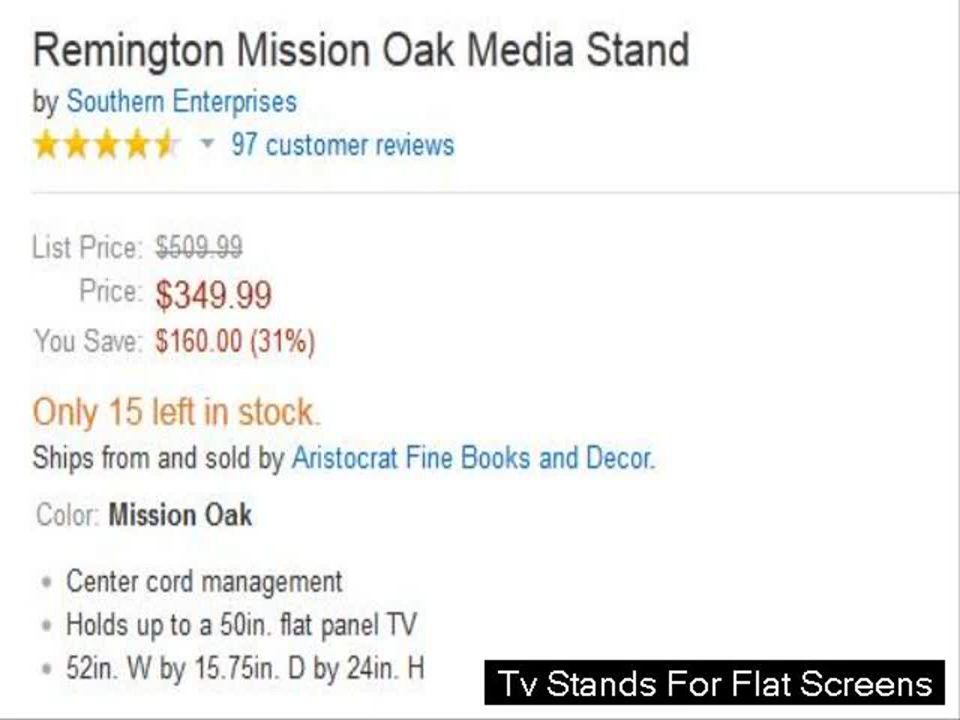 Remington Mission Oak Media Stand
by Southern Enterprises
97 customer reviews
List Price: $509.99
Price: $349.99
You Save: $160.00 (31%)
Only 15 left in stock.
Ships from and sold by Aristocrat Fine Books and Decor.
Color: Mission Oak
Center cord management
Holds up to a 50in. flat panel TV
52in. W by 15.75in. D by 24in. H
Tv Stands For Flat Screens